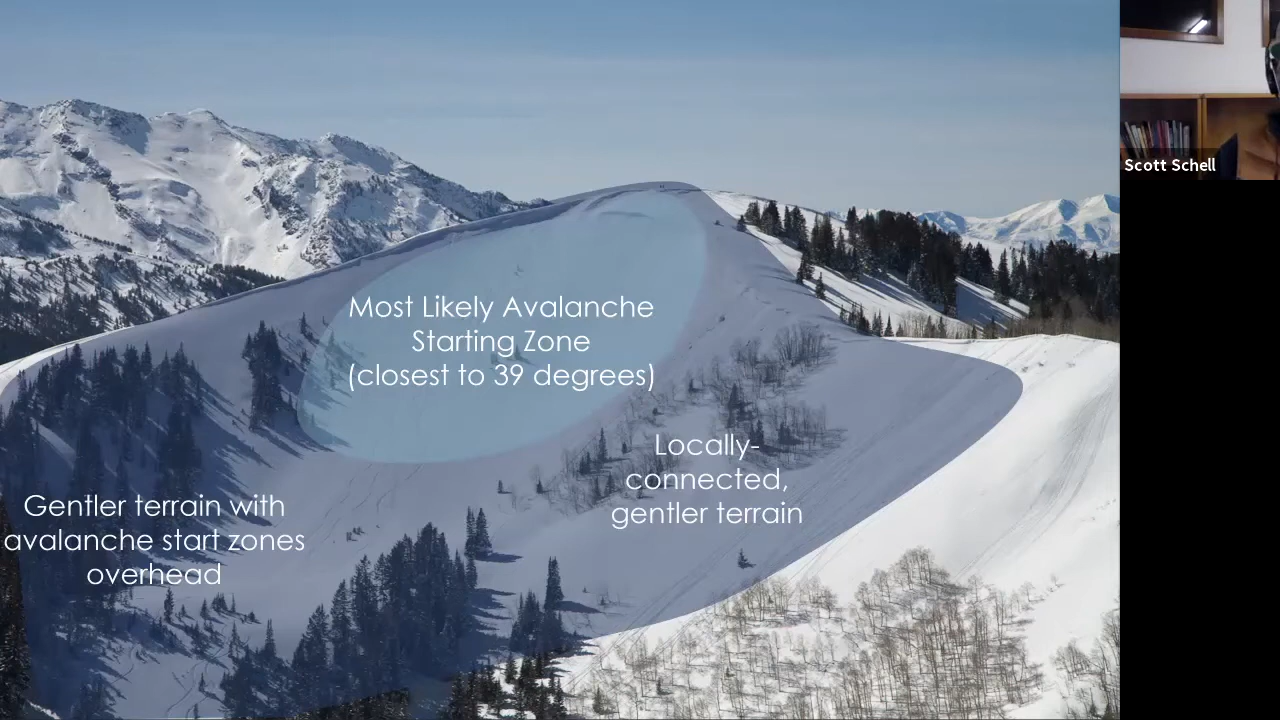 Scott Schell
Most Likely Avalanche
Starting Zone
(closest to 39 degrees)
Locally-
connected,
gentler terrain
Gentler terrain with
avalanche start zones
overhead